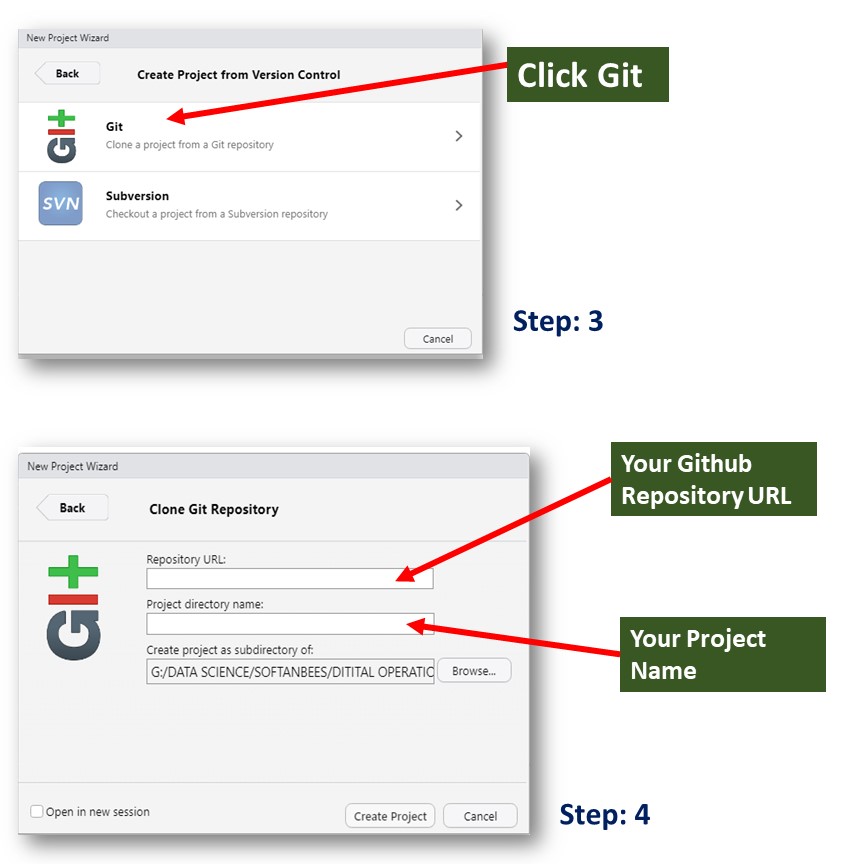 New Project Wizard
Back
Create Project from Version Control
Click Git
Git
Git
Clone a project from a Git repository
SVN
Subversion
Checkout a project from a Subversion repository
Step: 3
Cancel
New Project Wizard
Your Github
Repository URL
Back
Clone Git Repository
Git
Repository URL:
Project directory name:
Your Project
Name
Create project as subdirectory of:
G:/DATA SCIENCE/SOFTANBEES/DITITAL OPERATIC
Browse...
Open in new session
Create Project
Cancel
Step: 4